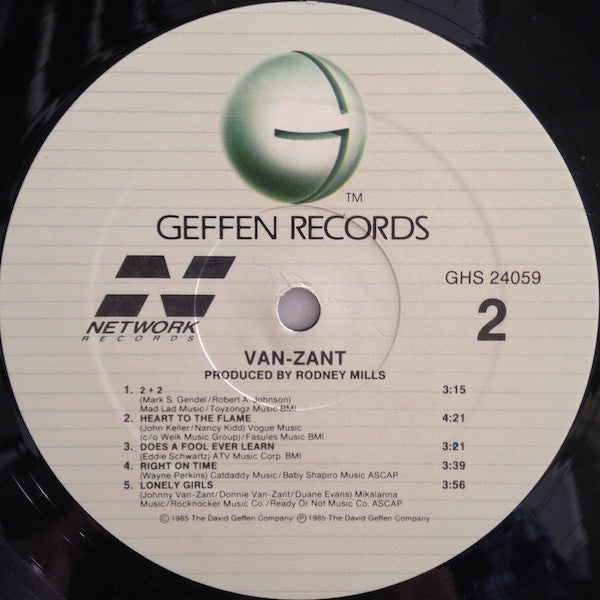 G
TM
GEFFEN RECORDS
N
NETWORK
RECORDS
GHS 24059
2
VAN-ZANT
PRODUCED BY RODNEY MILLS
1. 2 + 2 3:15
(Mark S. Gendel/Robert A. Johnson)
Mad Lad Music/Toyzongz Music BMI
2. HEART TO THE FLAME 4:21
(John Keller/Nancy Kidd) Vogue Music
(c/o Welk Music Group)/Fasules Music BMI
3. DOES A FOOL EVER LEARN 3:21
(Eddie Schwartz) ATV Music Corp. BMI
4. RIGHT ON TIME 3:39
(Wayne Perkins) Catdaddy Music/Baby Shapiro Music ASCAP
5. LONELY GIRLS 3:56
(Johnny Van-Zant/Donnie Van-Zant/Duane Evans) Mikalanna
Music/Rocknocker Music Co./Ready Or Not Music Co. ASCAP
Ⓒ 1985 The David Geffen Company Ⓟ 1985 The David Geffen Company